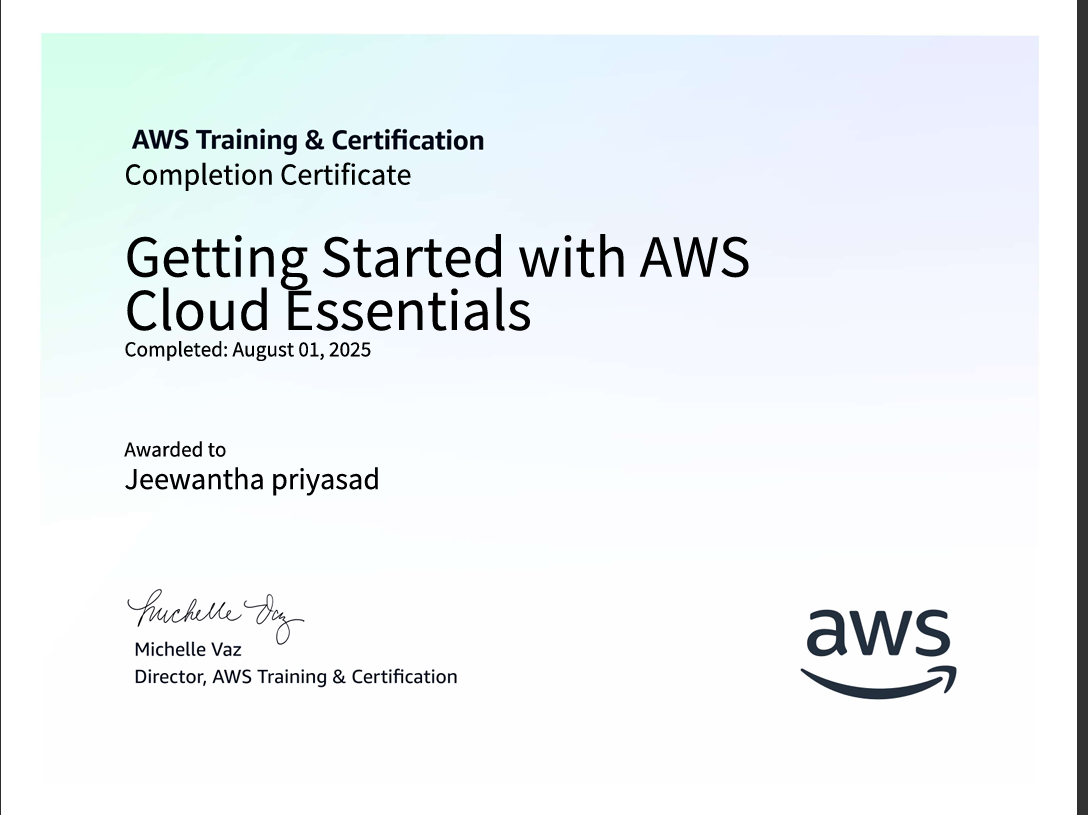 AWS Training & Certification
Completion Certificate
Getting Started with AWS
Cloud Essentials
Completed: August 01, 2025
Awarded to
Jeewantha priyasad
Michelle Vaz
Michelle Vaz
Director, AWS Training & Certification
aws